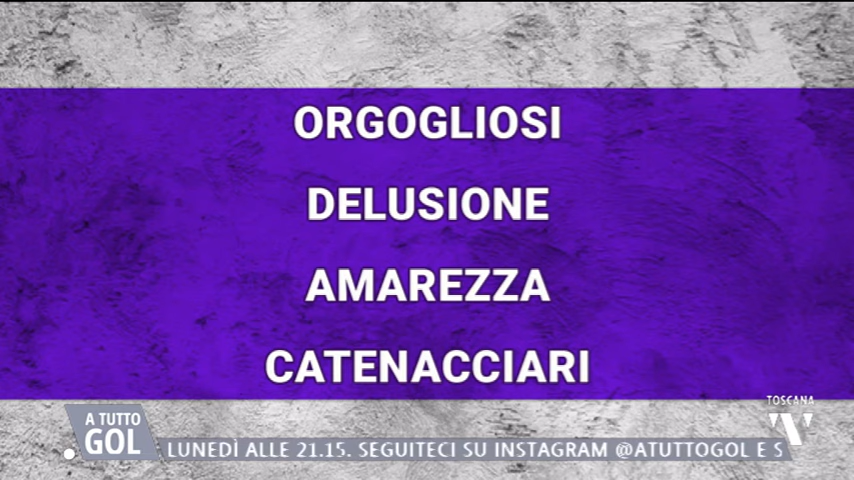 ORGOGLIOSI
DELUSIONE
AMAREZZA
CATENACCIARI
TOSCANA
A TUTTO
GOL
LUNEDÌ ALLE 21.15. SEGUITECI SU INSTAGRAM @ATUTTOGOL E S